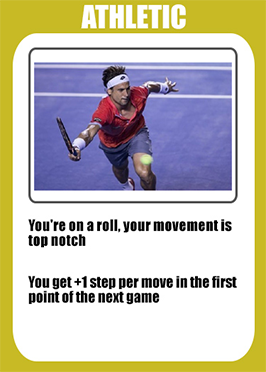 ATHLETIC
You're on a roll, your movement is
top notch
You get +1 step per move in the first
point of the next game